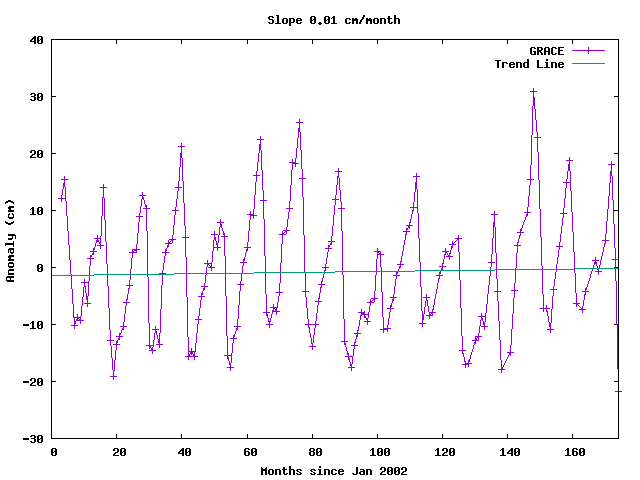 Slope 0.01 cm/month
40
30
20
10
0
-10
-20
-30
Anomaly (cm)
GRACE
Trend Line
0 20 40 60 80 100 120 140 160
Months since Jan 2002